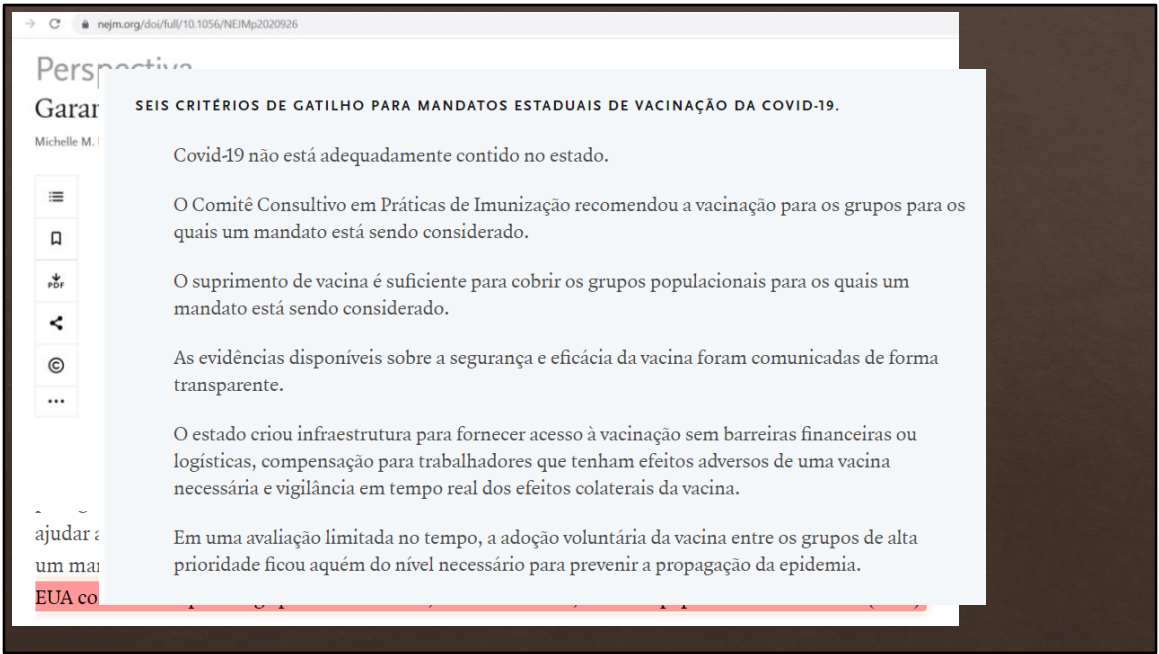 nejm.org/doi/full/10.1056/NEJMp2020926
Perspectiva
Garan
Michelle M.
SEIS CRITÉRIOS DE GATILHO PARA MANDATOS ESTADUAIS DE VACINAÇÃO DA COVID-19.
Covid-19 não está adequadamente contido no estado.
O Comitê Consultivo em Práticas de Imunização recomendou a vacinação para os grupos para os
quais um mandato está sendo considerado.
O suprimento de vacina é suficiente para cobrir os grupos populacionais para os quais um
mandato está sendo considerado.
As evidências disponíveis sobre a segurança e eficácia da vacina foram comunicadas de forma
transparente.
O estado criou infraestrutura para fornecer acesso à vacinação sem barreiras financeiras ou
logísticas, compensação para trabalhadores que tenham efeitos adversos de uma vacina
necessária e vigilância em tempo real dos efeitos colaterais da vacina.
Em uma avaliação limitada no tempo, a adoção voluntária da vacina entre os grupos de alta
prioridade ficou aquém do nível necessário para prevenir a propagação da epidemia.
PDF
ajudar a
um man
EUA co